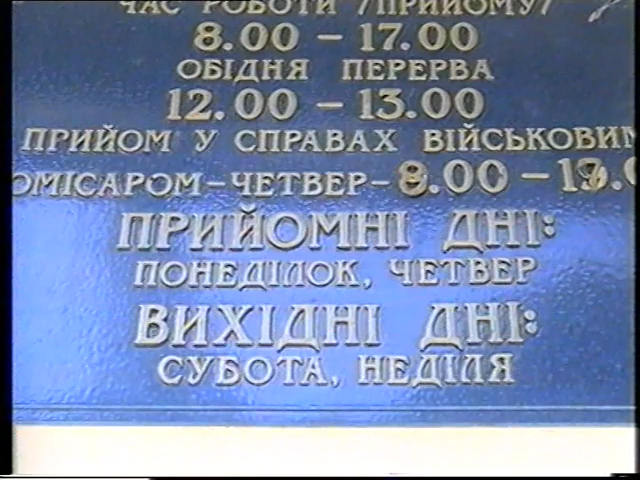 ЧАС РОБОТИ /ПРИЙОМУ/
8.00 – 17.00
ОБІДНЯ ПЕРЕРВА
12.00 – 13.00
ПРИЙОМ У СПРАВАХ ВІЙСЬКОВИМ
ОМІСАРОМ – ЧЕТВЕР – 8.00 –
ПРИЙОМНІ ДНІ:
ПОНЕДІЛОК, ЧЕТВЕР
ВИХІДНІ ДНІ:
СУБОТА, НЕДІЛЯ